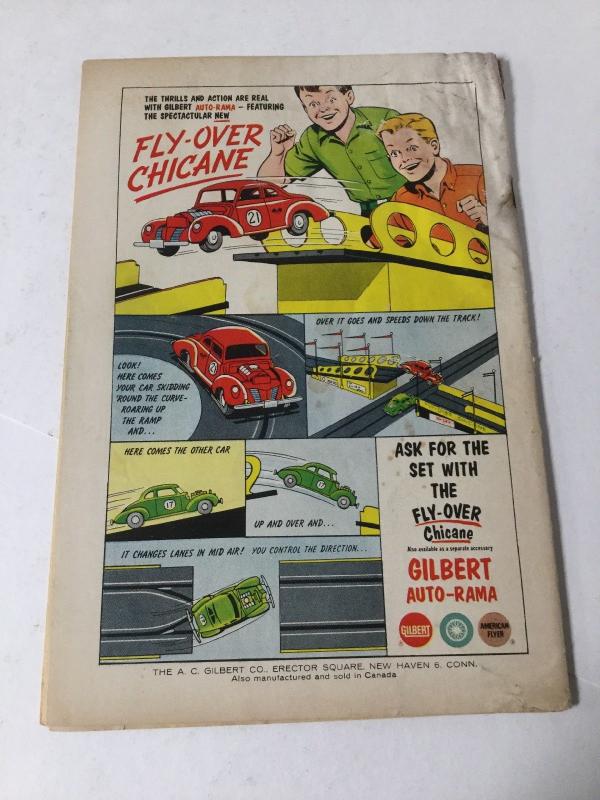 THE THRILLS AND ACTION ARE REAL
WITH GILBERT AUTO-RAMA – FEATURING
THE SPECTACULAR NEW
FLY-OVER
CHICANE
21
OVER IT GOES AND SPEEDS DOWN THE TRACK!
LOOK!
HERE COMES
YOUR CAR SKIDDING
'ROUND THE CURVE–
ROARING UP
THE RAMP
AND...
21
HERE COMES THE OTHER CAR
17
17
UP AND OVER AND...
IT CHANGES LANES IN MID AIR! YOU CONTROL THE DIRECTION...
ASK FOR THE
SET WITH
THE
FLY-OVER
Chicane
Also available as a separate accessory
GILBERT
AUTO-RAMA
GILBERT
AMERICAN
FLYER
THE A. C. GILBERT CO., ERECTOR SQUARE, NEW HAVEN 6, CONN.
Also manufactured and sold in Canada